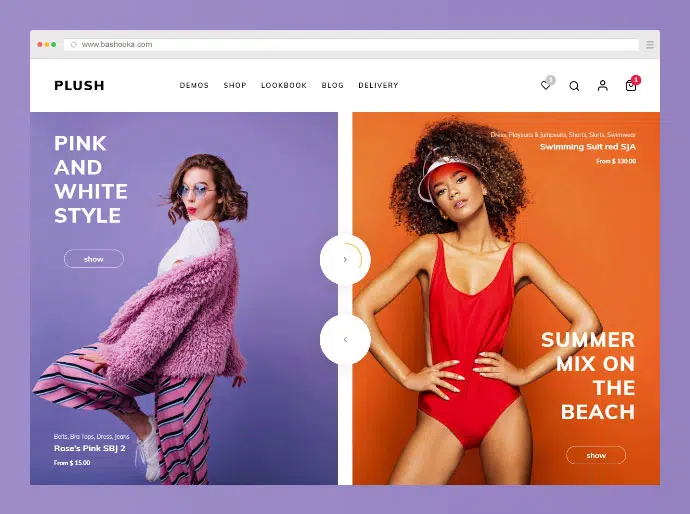 www.bashooka.com
PLUSH
DEMOS SHOP LOOKBOOK BLOG DELIVERY
1
PINK
AND
WHITE
STYLE
show
Belts, Bra Tops, Dress, Jeans
Rose's Pink SBJ 2
From $ 15.00
Dress, Playsuits & Jumpsuits, Shorts, Skirts, Swimwear
Swimming Suit red SJA
From $ 130.00
SUMMER
MIX ON
THE
BEACH
show